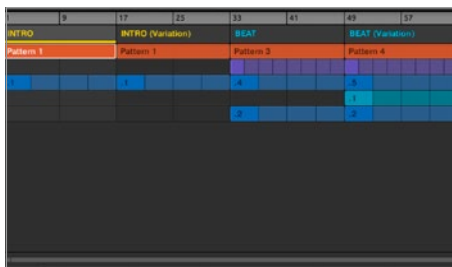 1 9 17 25 33 41 49 57
INTRO INTRO (Variation) BEAT BEAT (Variation)
Pattern 1 Pattern 1 Pattern 3 Pattern 4
.1 .1 .4 .5
.1
.2 .2